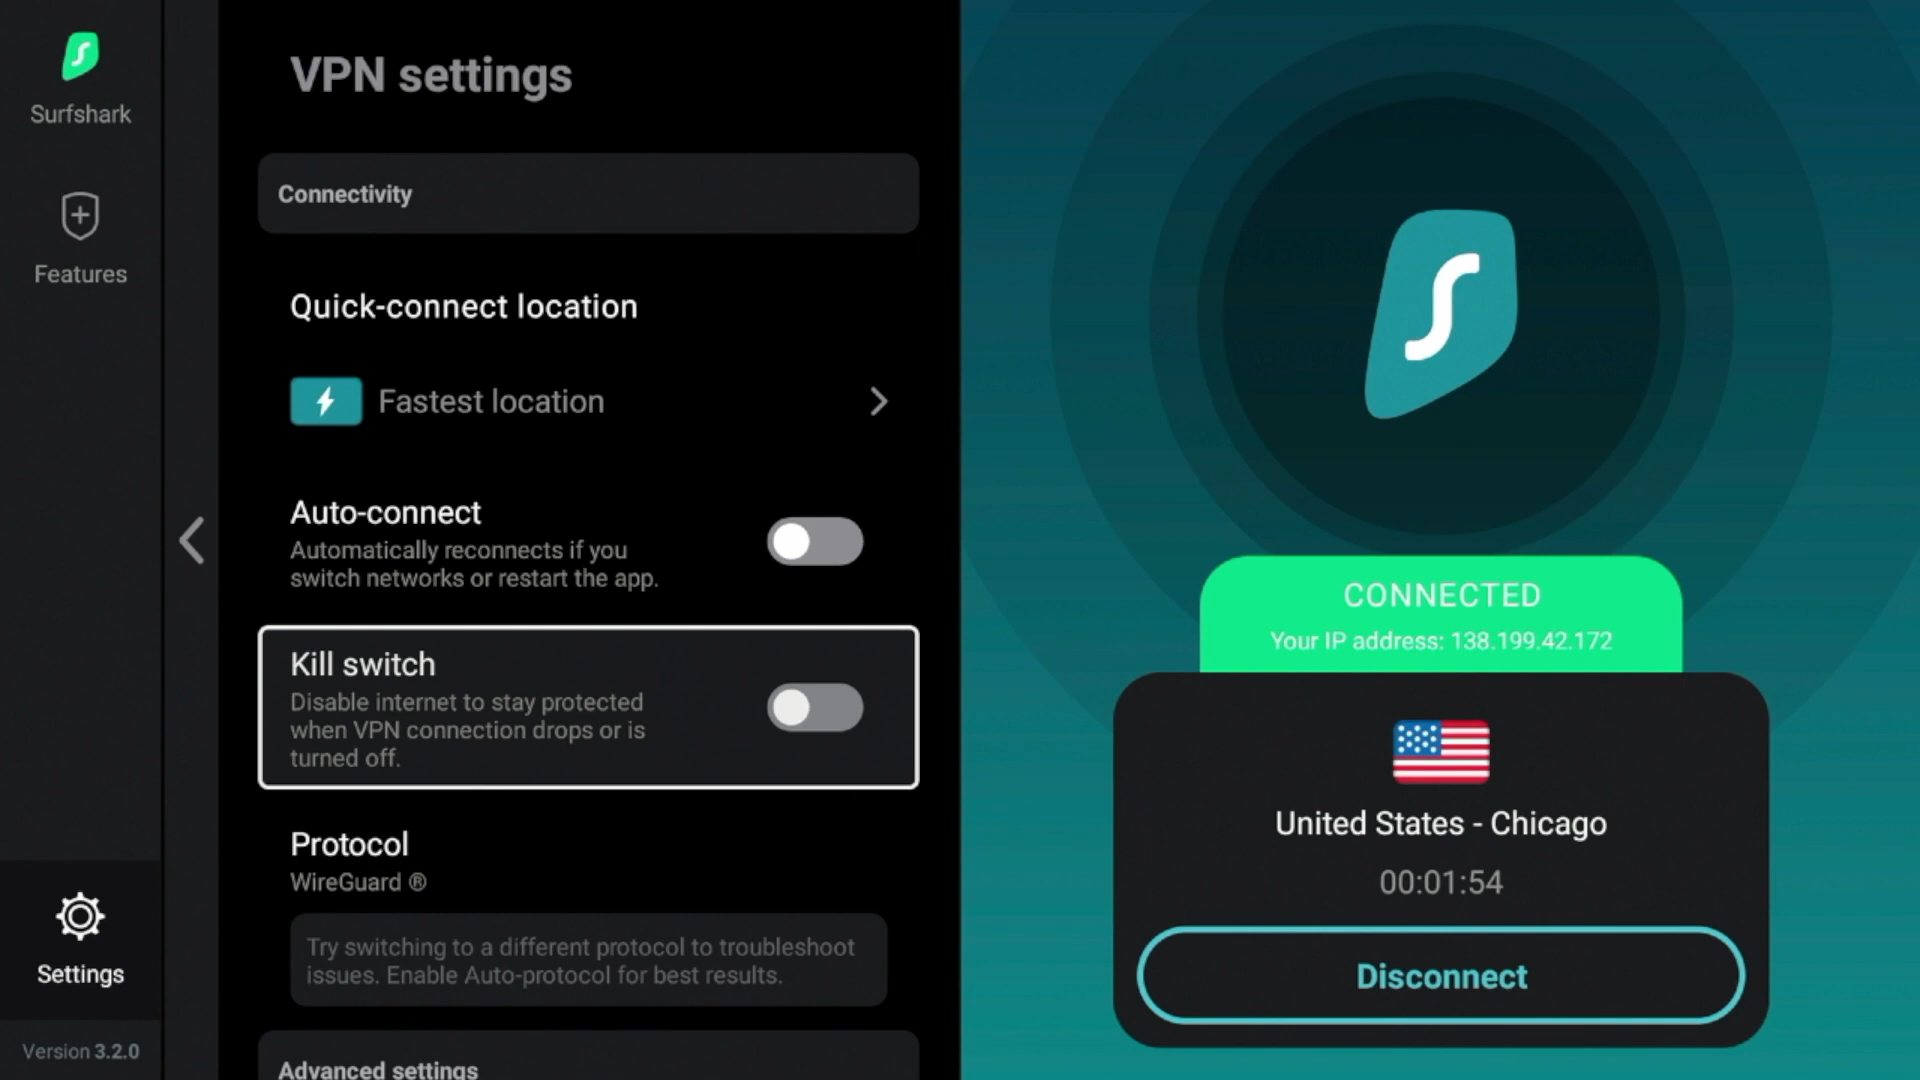 Surfshark
Features
Settings
Version 3.2.0
VPN settings
Connectivity
Quick-connect location
Fastest location
Auto-connect
Automatically reconnects if you
switch networks or restart the app.
Kill switch
Disable internet to stay protected
when VPN connection drops or is
turned off.
Protocol
WireGuard ®
Try switching to a different protocol to troubleshoot
issues. Enable Auto-protocol for best results.
Advanced settings
CONNECTED
Your IP address: 138.199.42.172
United States - Chicago
00:01:54
Disconnect